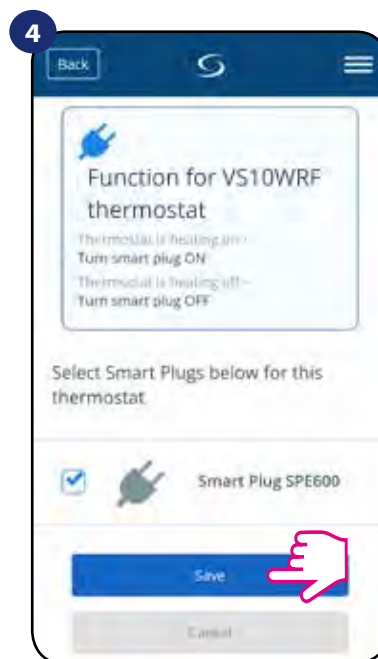 4
Back
Function for VS10WRF
thermostat
Thermostat is heating on -
Turn smart plug ON
Thermostat is heating off -
Turn smart plug OFF
Select Smart Plugs below for this
thermostat
Smart Plug SPE600
Save
Cancel